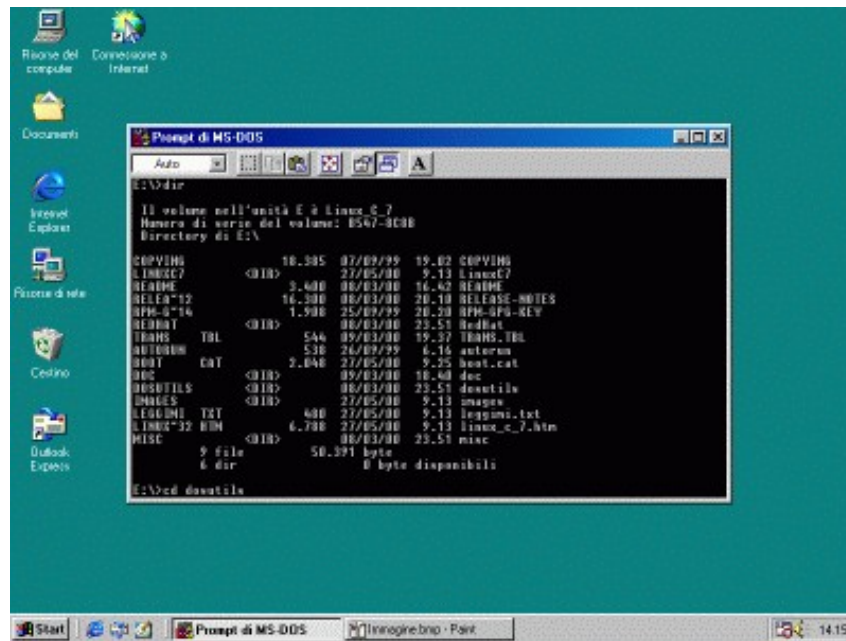 Risorse del computer
Connessione a Internet
Documenti
Internet Explorer
Risorse di rete
Cestino
Outlook Express
Prompt di MS-DOS
Auto
A
E:\>dir
Il volume nell'unità E è Linux_C_7
Numero di serie del volume:
Directory di E:\
COPYING 18.385 07/09/99 19.02 COPYING
LINUXC7 <DIR> 27/05/00 9.13 LinuxC7
README 3.400 08/03/00 16.42 README
RELEA~12 16.300 08/03/00 20.10 RELEASE-NOTES
RPM-G~14 1.908 25/09/99 20.20 RPM-GPG-KEY
REDHAT <DIR> 08/03/00 23.51 RedHat
TRANS TBL 544 09/03/00 19.37 TRANS.TBL
AUTORUN 538 26/09/99 6.16 autorun
BOOT CAT 2.048 27/05/00 9.25 boot.cat
DOC <DIR> 09/03/00 18.40 doc
DOSUTILS <DIR> 08/03/00 23.51 dosutils
IMAGES <DIR> 27/05/00 9.13 images
LEGGIMI TXT 480 27/05/00 9.13 leggimi.txt
LINUX~32 HTM 6.788 27/05/00 9.13 linux_c_7.htm
MISC <DIR> 08/03/00 23.51 misc
9 file 50.391 byte
6 dir 0 byte disponibili
E:\>cd dosutils
Start
Prompt di MS-DOS
Immagine.bmp - Paint
14.15